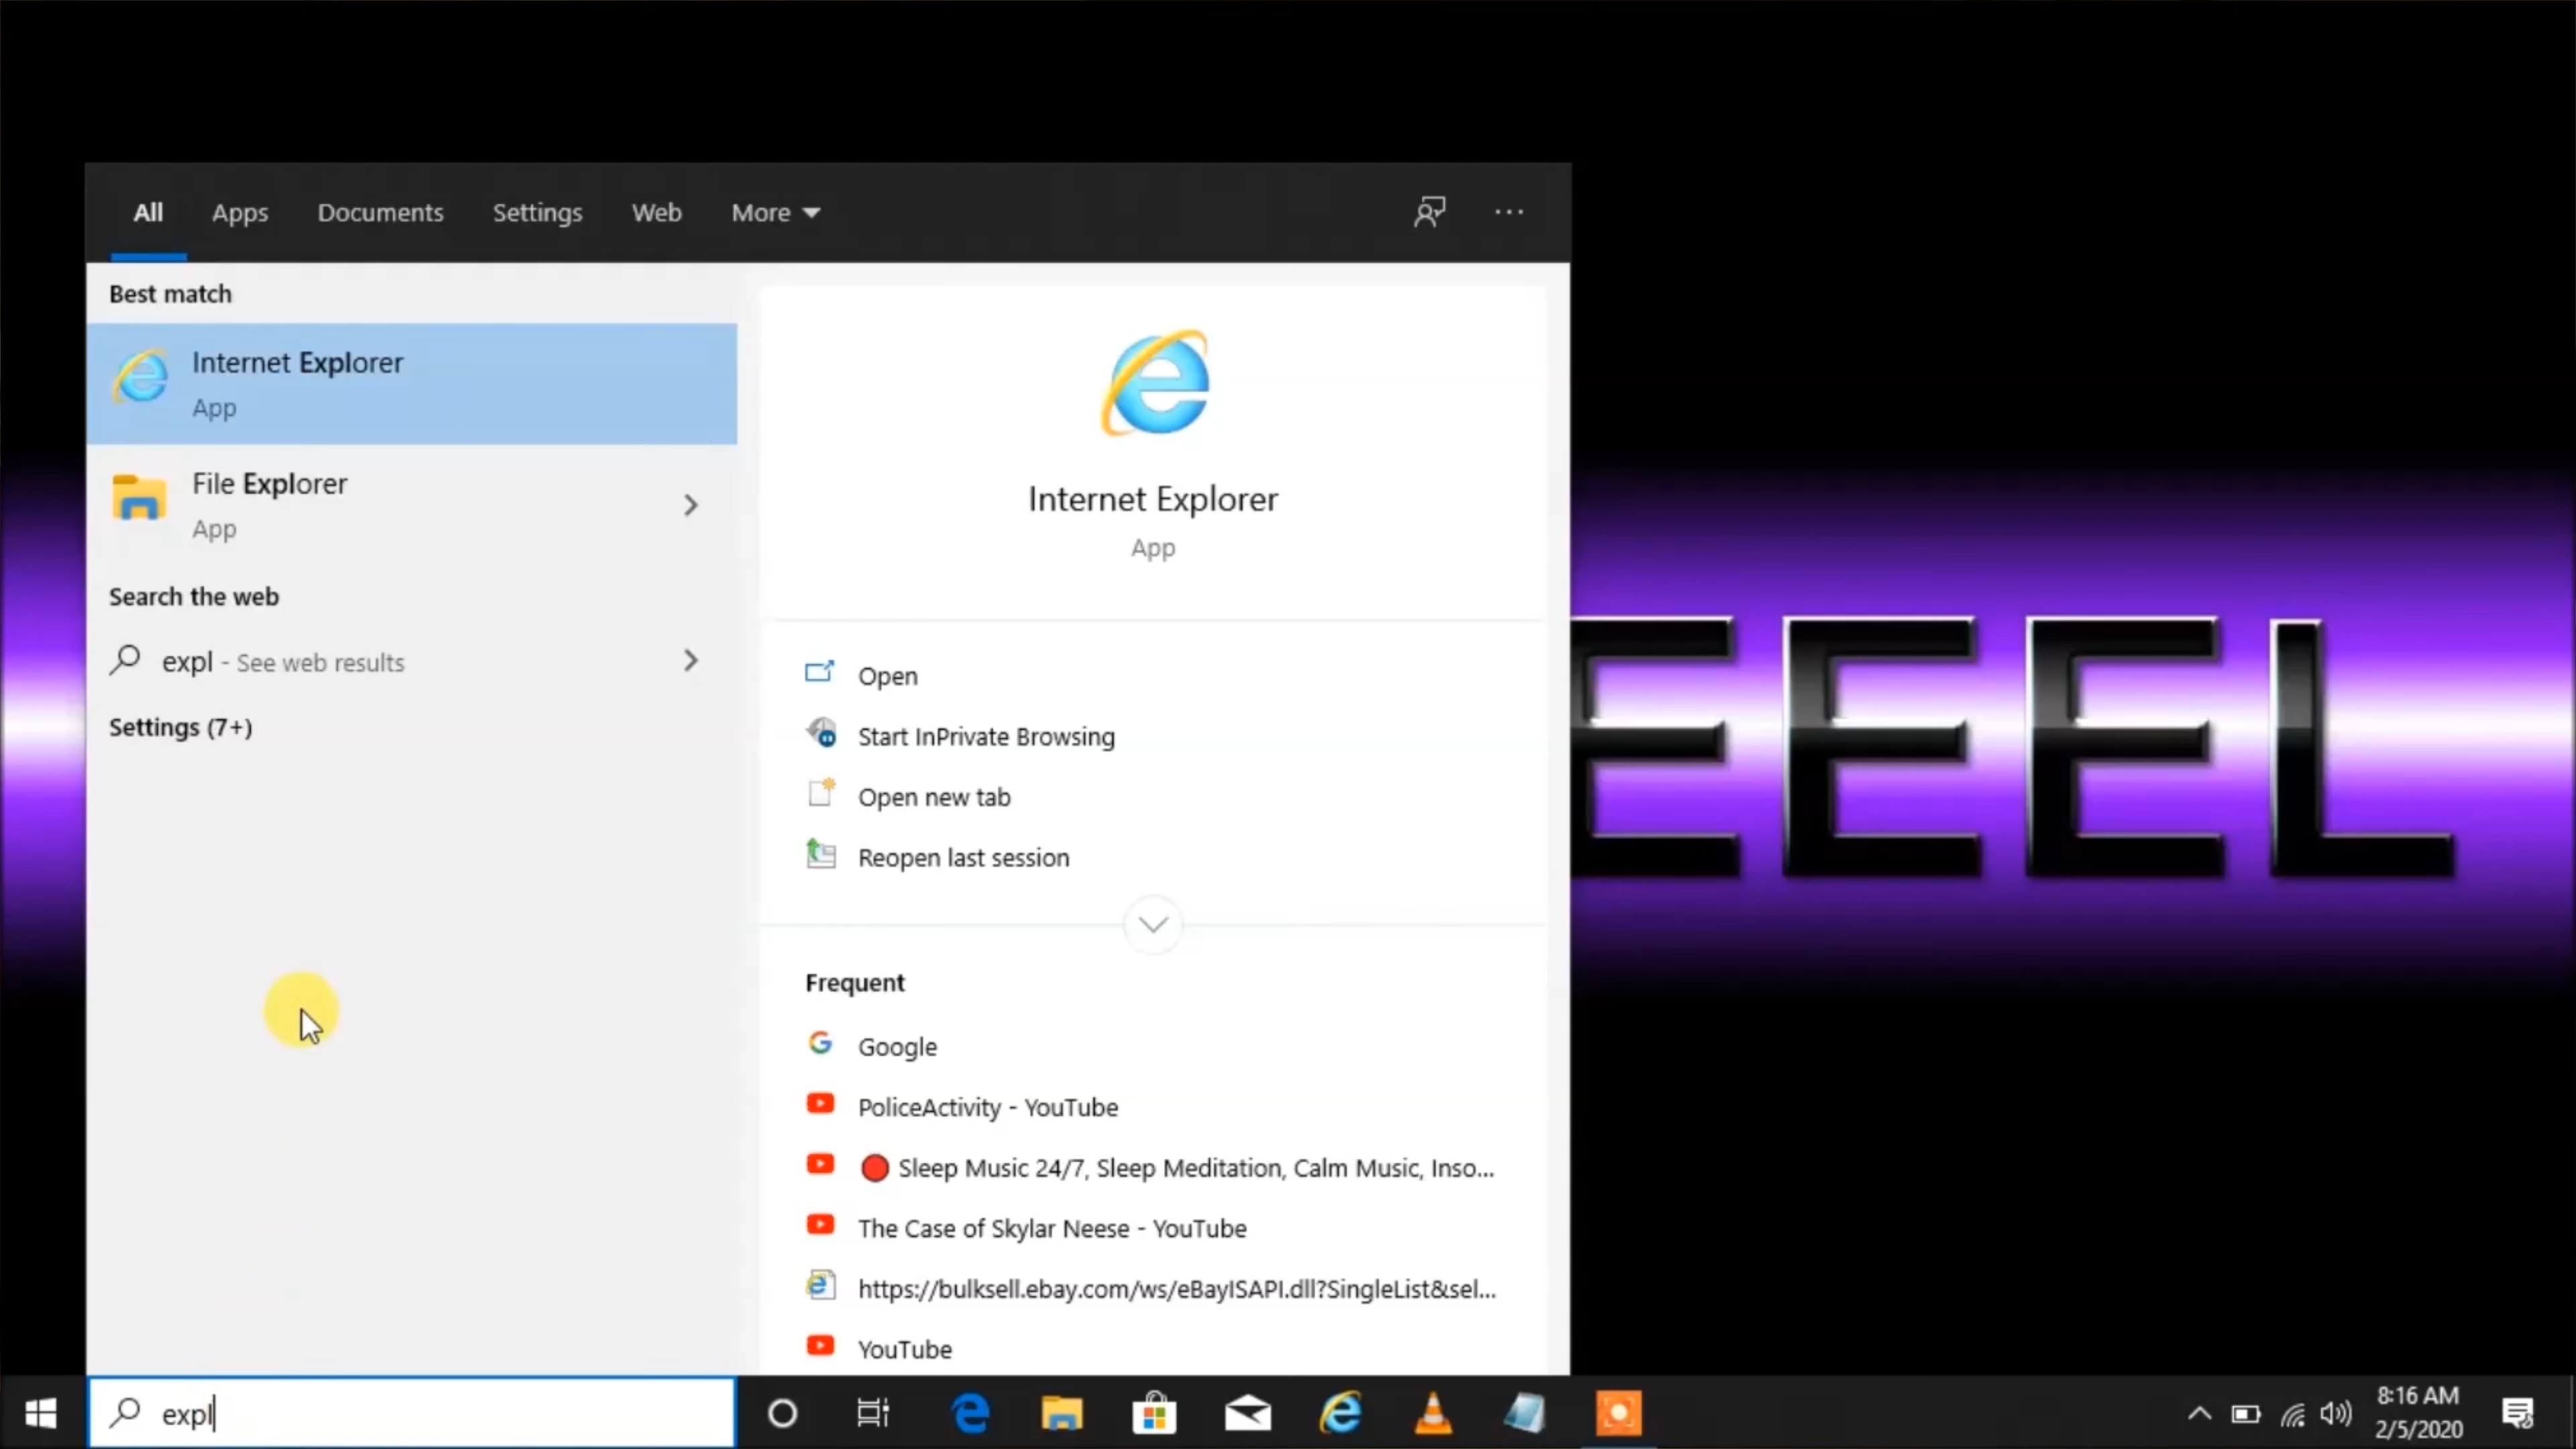 All Apps Documents Settings Web More
Best match
Internet Explorer
App
File Explorer
App
Search the web
expl - See web results
Settings (7+)
Internet Explorer
App
Open
Start InPrivate Browsing
Open new tab
Reopen last session
Frequent
Google
PoliceActivity - YouTube
Sleep Music 24/7, Sleep Meditation, Calm Music, Inso...
The Case of Skylar Neese - YouTube
https://bulksell.ebay.com/ws/eBayISAPI.dll?SingleList&sel...
YouTube
EEEL
expl
8:16 AM
2/5/2020